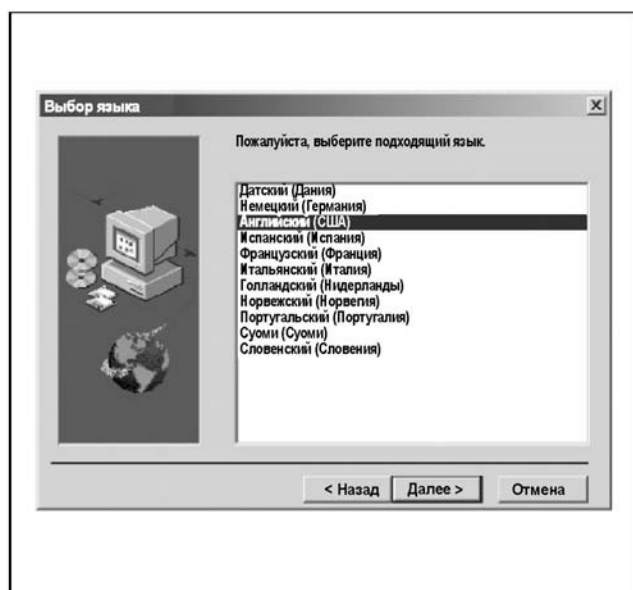 Выбор языка
Пожалуйста, выберите подходящий язык.
Датский (Дания)
Немецкий (Германия)
Английский (США)
Испанский (Испания)
Французский (Франция)
Итальянский (Италия)
Голландский (Нидерланды)
Норвежский (Норвегия)
Португальский (Португалия)
Суоми (Суоми)
Словенский (Словения)
< Назад
Далее >
Отмена